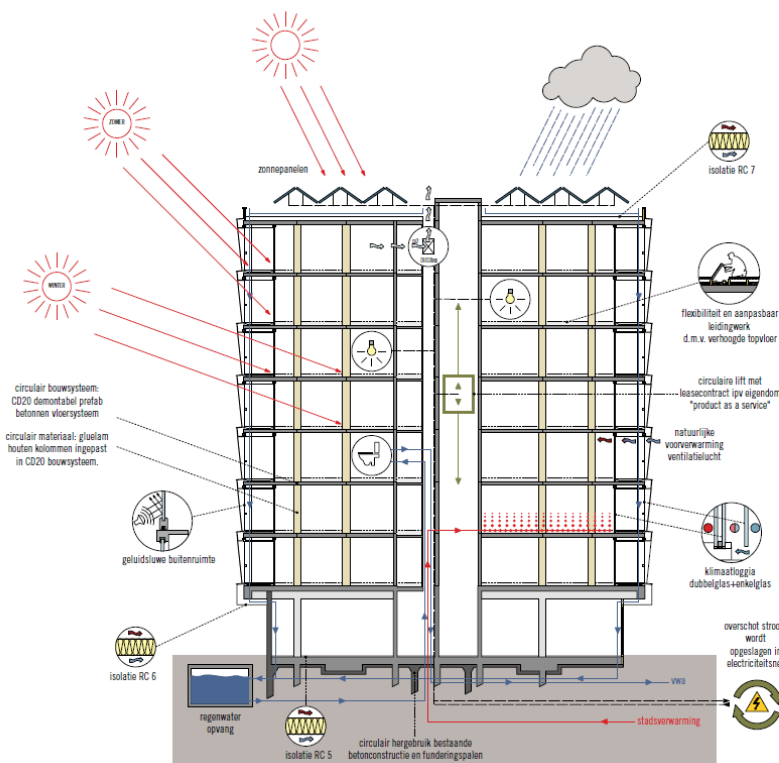 ZOMER
zonnepanelen
isolatie RC 7
WINTER
flexibiliteit en aanpasbaar
leidingwerk
d.m.v. verhoogde topvloer
circulair bouwsysteem:
CD20 demontabel prefab
betonnen vloersysteem
circulaire lift met
leasecontract ipv eigendom
"product as a service"
circulair materiaal: gluelam
houten kolommen ingepast
in CD20 bouwsysteem.
natuurlijke
voorverwarming
ventilatielucht
geluidsluwe buitenruimte
klimaatloggia
dubbelglas+enkelglas
overschot stroo
wordt
opgeslagen in
electriciteitsne
isolatie RC 6
vwa
regenwater
opvang
stadsverwarming
isolatie RC 5
circulair hergebruik bestaande
betonconstructie en funderingspalen